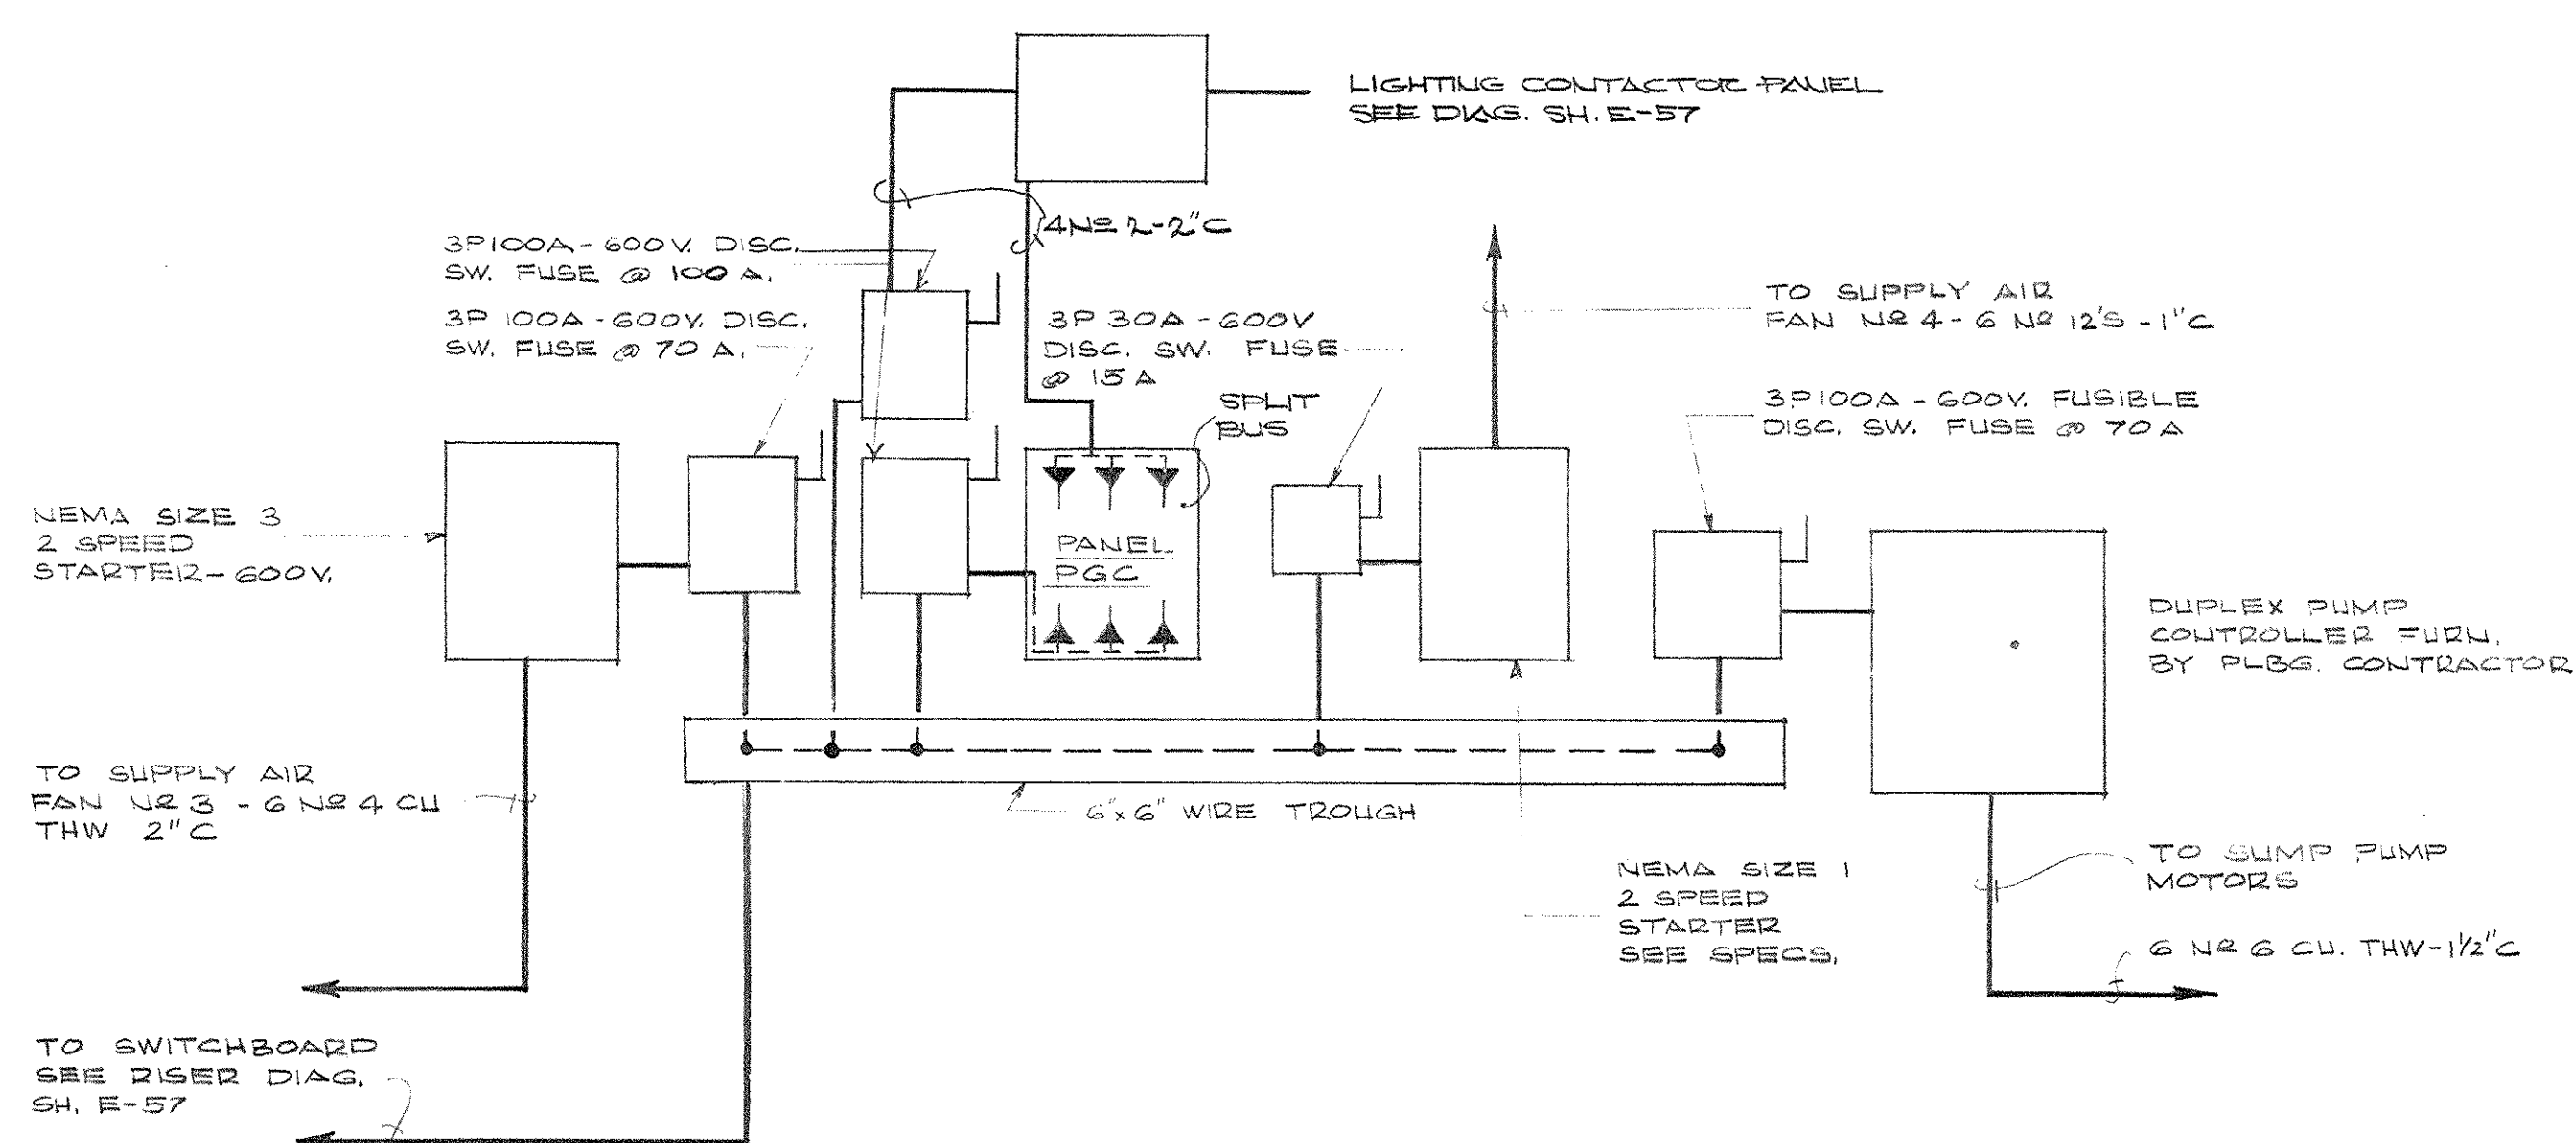 LIGHTING CONTACTOR PANEL
SEE DIAG. SH. E-57
4 Nº 2-2"C
3P100A-600V. DISC.
SW. FUSE @ 100 A.
3P 100A-600V. DISC.
SW. FUSE @ 70 A.
3P 30A-600V
DISC. SW. FUSE
@ 15 A
SPLIT
BUS
TO SUPPLY AIR
FAN Nº 4-6 Nº 12'S-1"C
3P100A-600V. FUSIBLE
DISC. SW. FUSE @ 70 A
NEMA SIZE 3
2 SPEED
STARTER-600V.
PANEL
PGC
DUPLEX PUMP
CONTROLLER FURN.
BY PLBG. CONTRACTOR
TO SUPPLY AIR
FAN Nº 3 - 6 Nº 4 CU
THW 2"C
6"x6" WIRE TROUGH
NEMA SIZE 1
2 SPEED
STARTER
SEE SPECS.
TO SUMP PUMP
MOTORS
6 Nº 6 CU. THW-1½"C
TO SWITCHBOARD
SEE RISER DIAG.
SH. E-57